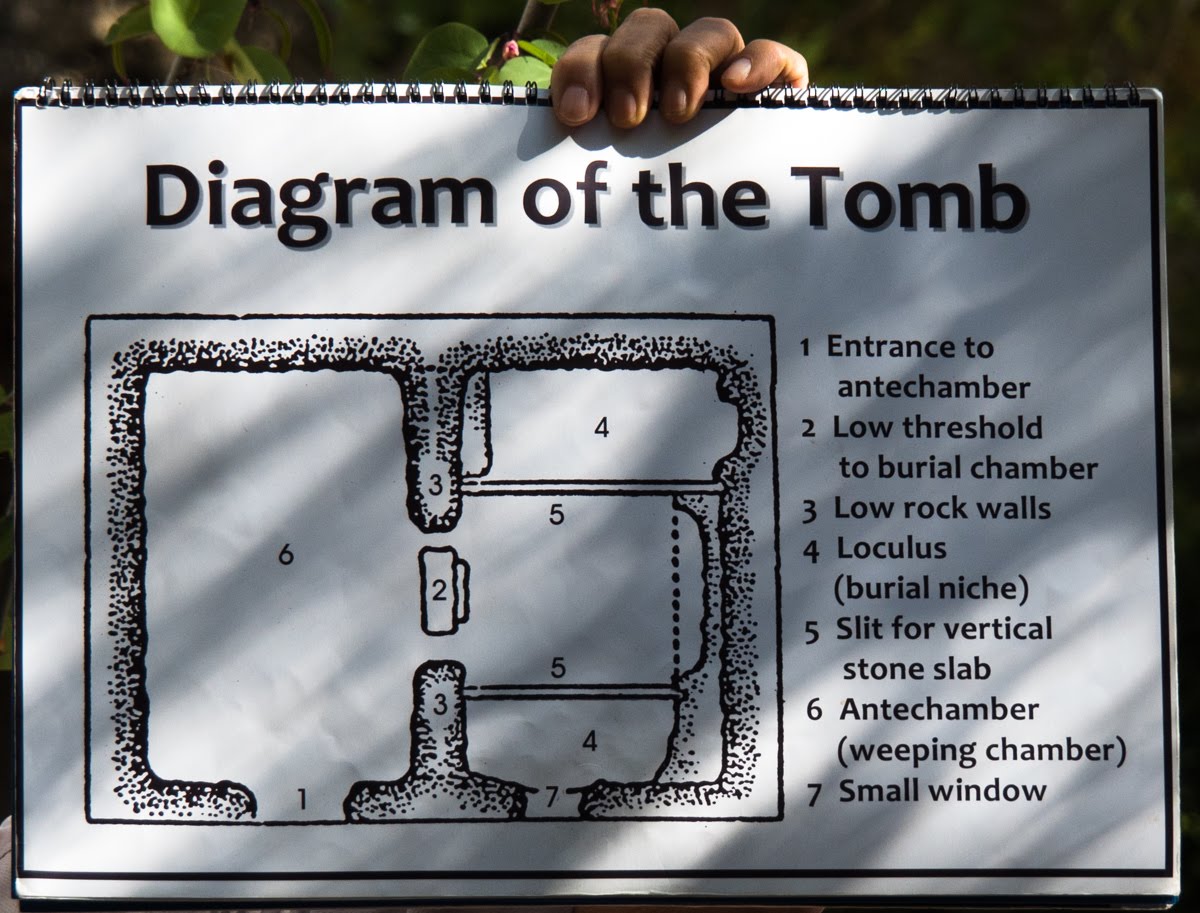 Diagram of the Tomb
1 Entrance to
antechamber
2 Low threshold
to burial chamber
3 Low rock walls
4 Loculus
(burial niche)
5 Slit for vertical
stone slab
6 Antechamber
(weeping chamber)
7 Small window
4
3
5
6
2
5
3
4
1
7